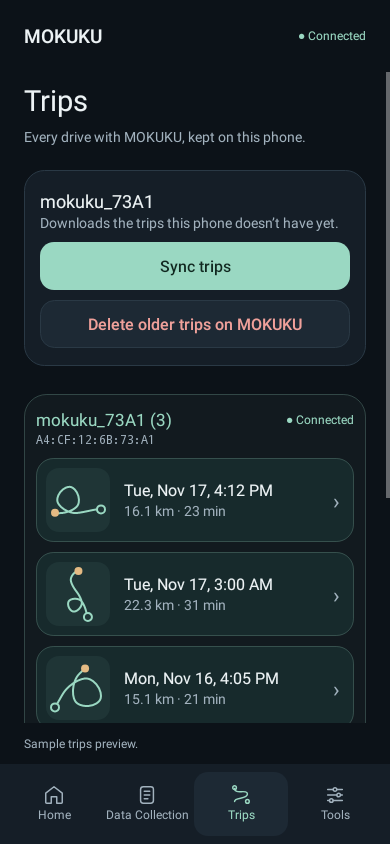 MOKUKU
Connected
Trips
Every drive with MOKUKU, kept on this phone.
mokuku_73A1
Downloads the trips this phone doesn't have yet.
Sync trips
Delete older trips on MOKUKU
mokuku_73A1 (3)
Connected
A4:CF:12:6B:73:A1
Tue, Nov 17, 4:12 PM
16.1 km · 23 min
Tue, Nov 17, 3:00 AM
22.3 km · 31 min
Mon, Nov 16, 4:05 PM
15.1 km · 21 min
Sample trips preview.
Home
Data Collection
Trips
Tools